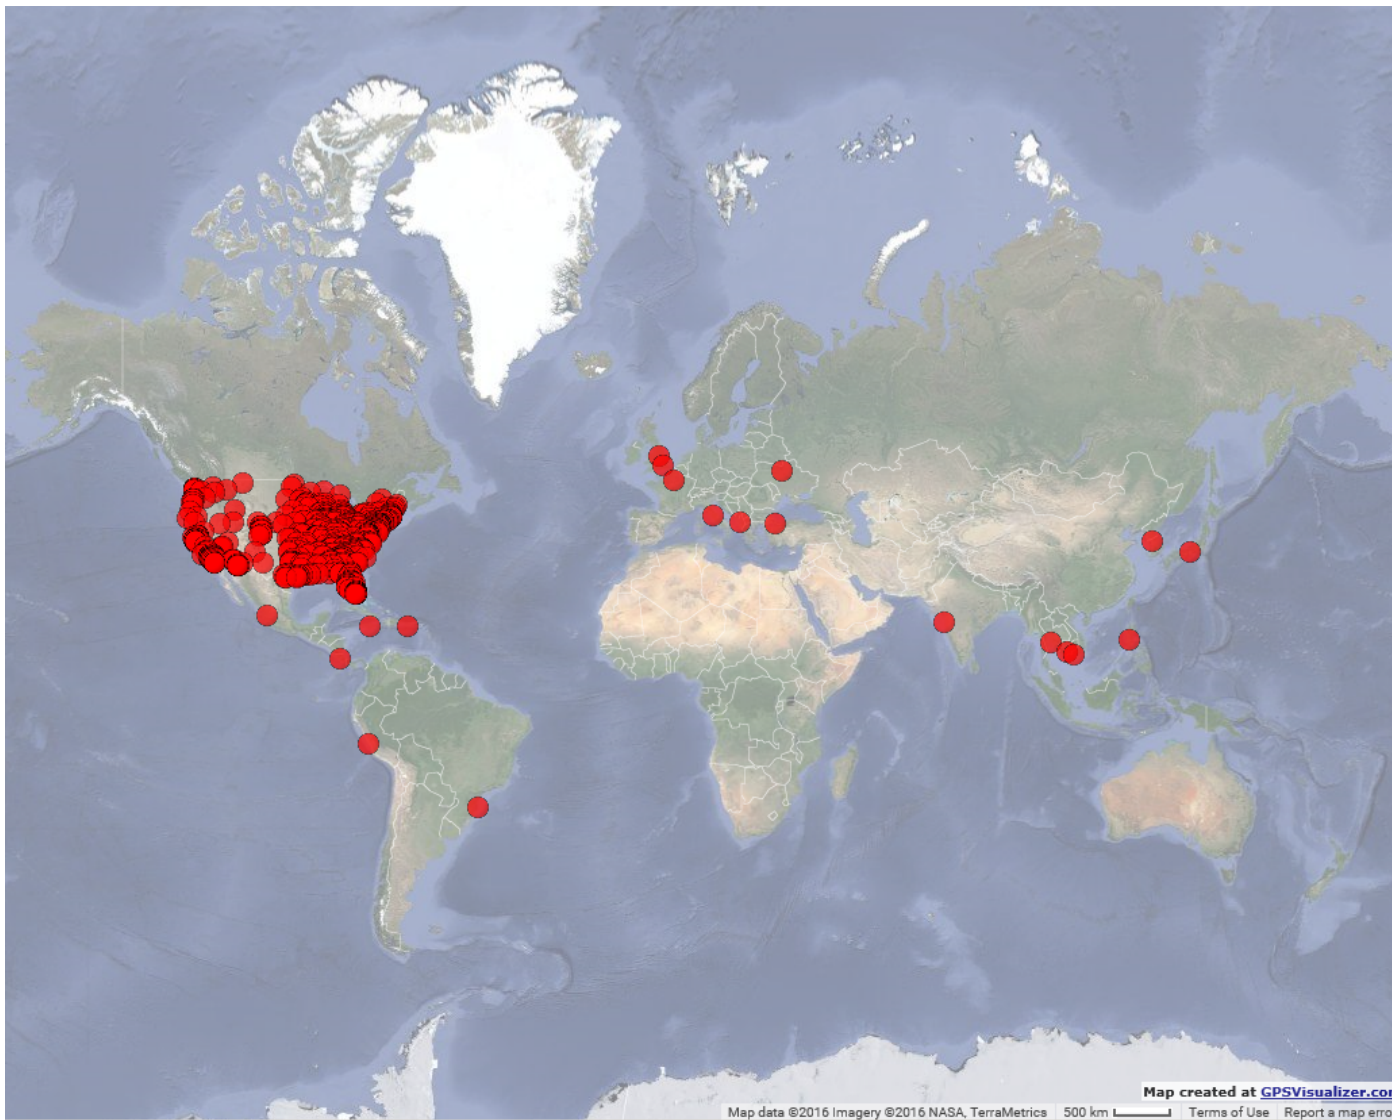 Map created at GPSVisualizer.com
Map data ©2016 Imagery ©2016 NASA, TerraMetrics 500 km Terms of Use Report a map erro